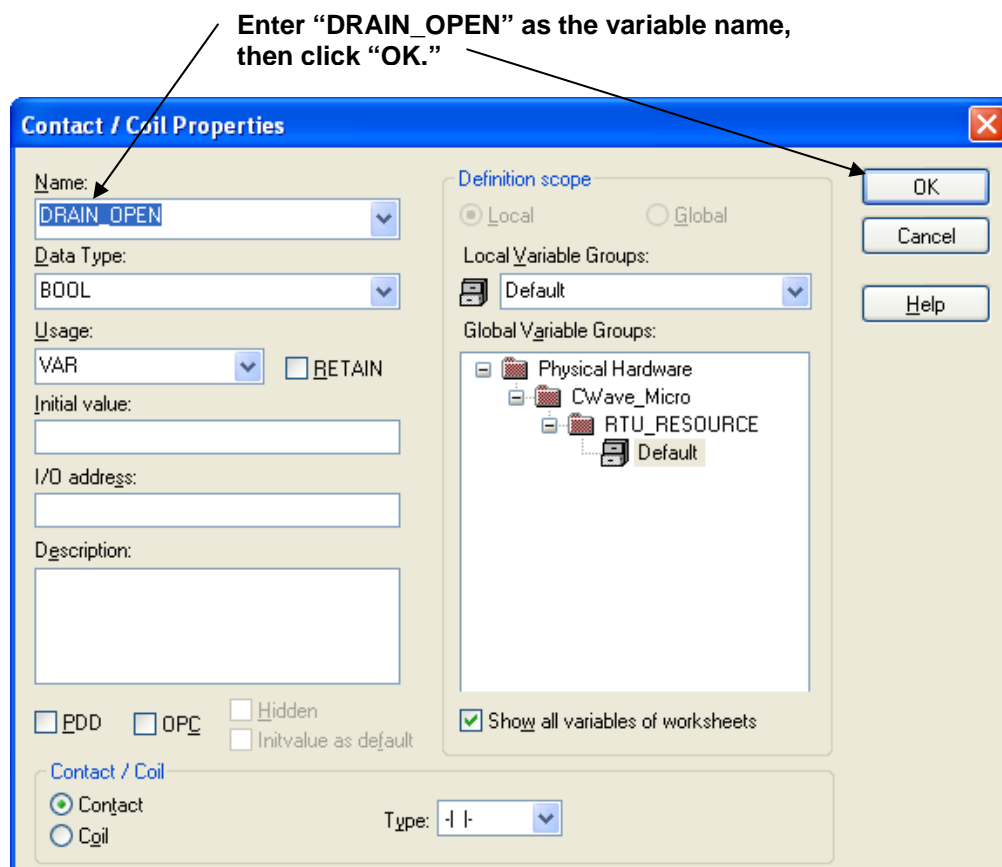 Enter “DRAIN_OPEN” as the variable name,
then click “OK.”
Contact / Coil Properties
Name:
DRAIN_OPEN
Data Type:
BOOL
Usage:
VAR
RETAIN
Initial value:
I/O address:
Description:
PDD
OPC
Hidden
Initvalue as default
Definition scope
Local
Global
Local Variable Groups:
Default
Global Variable Groups:
Physical Hardware
CWave_Micro
RTU_RESOURCE
Default
Show all variables of worksheets
OK
Cancel
Help
Contact / Coil
Contact
Coil
Type: -| |-